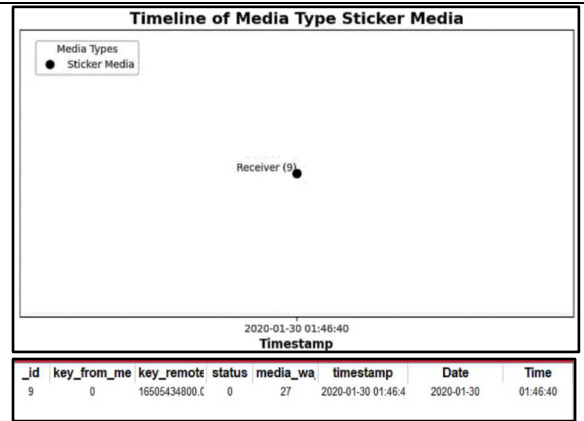 Timeline of Media Type Sticker Media
Media Types
Sticker Media
Receiver (9)
2020-01-30 01:46:40
Timestamp
_id key_from_me key_remote status media_wa timestamp Date Time
9 0 16505434800.0 0 27 2020-01-30 01:46:4 2020-01-30 01:46:40